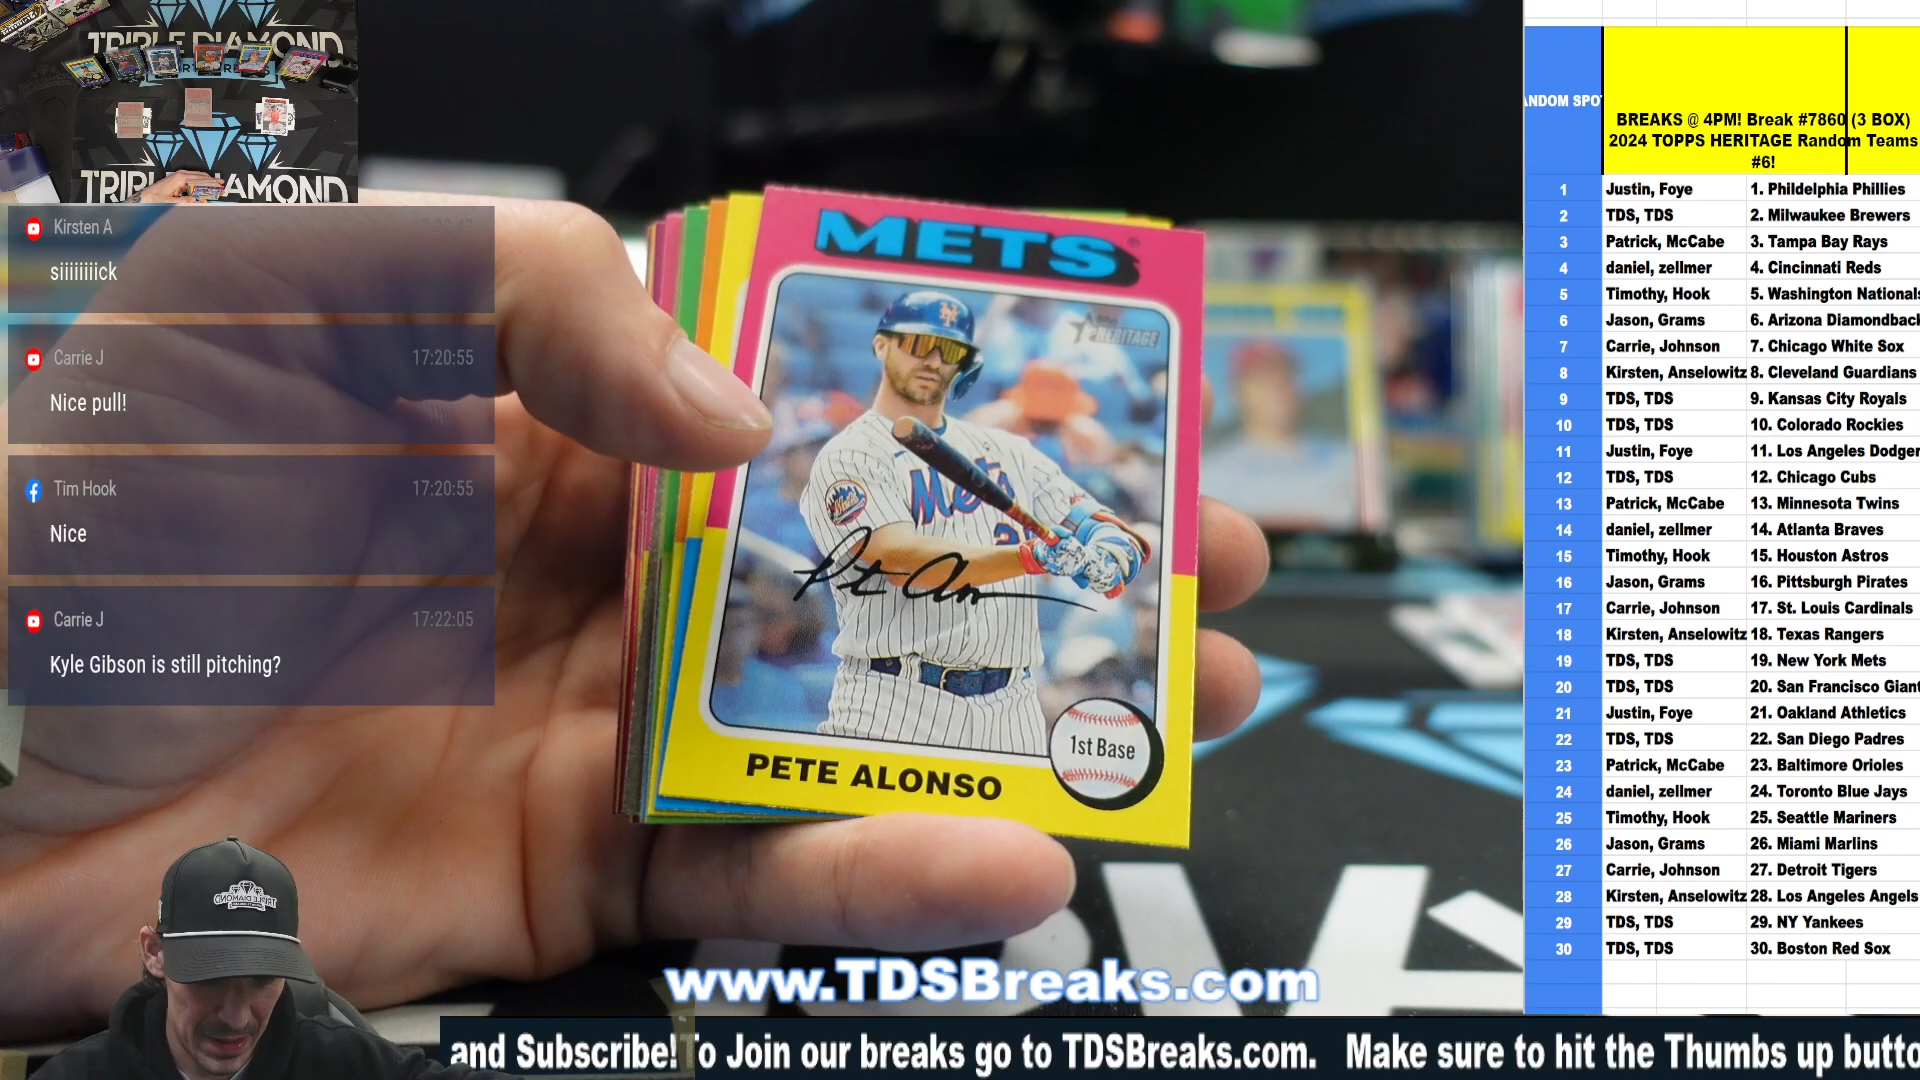 TRIPLE DIAMOND
TRIPLE DIAMOND
Kirsten A
siiiiiiiick
Carrie J 17:20:55
Nice pull!
Tim Hook 17:20:55
Nice
Carrie J 17:22:05
Kyle Gibson is still pitching?
METS
HERITAGE
Mets
Pete Alonso
1st Base
PETE ALONSO
www.TDSBreaks.com
and Subscribe! To Join our breaks go to TDSBreaks.com. Make sure to hit the Thumbs up butto
ANDOM SPO
BREAKS @ 4PM! Break #7860 (3 BOX)
2024 TOPPS HERITAGE Random Teams
#6!
1 Justin, Foye 1. Phildelphia Phillies
2 TDS, TDS 2. Milwaukee Brewers
3 Patrick, McCabe 3. Tampa Bay Rays
4 daniel, zellmer 4. Cincinnati Reds
5 Timothy, Hook 5. Washington Nationals
6 Jason, Grams 6. Arizona Diamondback
7 Carrie, Johnson 7. Chicago White Sox
8 Kirsten, Anselowitz 8. Cleveland Guardians
9 TDS, TDS 9. Kansas City Royals
10 TDS, TDS 10. Colorado Rockies
11 Justin, Foye 11. Los Angeles Dodger
12 TDS, TDS 12. Chicago Cubs
13 Patrick, McCabe 13. Minnesota Twins
14 daniel, zellmer 14. Atlanta Braves
15 Timothy, Hook 15. Houston Astros
16 Jason, Grams 16. Pittsburgh Pirates
17 Carrie, Johnson 17. St. Louis Cardinals
18 Kirsten, Anselowitz 18. Texas Rangers
19 TDS, TDS 19. New York Mets
20 TDS, TDS 20. San Francisco Giant
21 Justin, Foye 21. Oakland Athletics
22 TDS, TDS 22. San Diego Padres
23 Patrick, McCabe 23. Baltimore Orioles
24 daniel, zellmer 24. Toronto Blue Jays
25 Timothy, Hook 25. Seattle Mariners
26 Jason, Grams 26. Miami Marlins
27 Carrie, Johnson 27. Detroit Tigers
28 Kirsten, Anselowitz 28. Los Angeles Angels
29 TDS, TDS 29. NY Yankees
30 TDS, TDS 30. Boston Red Sox